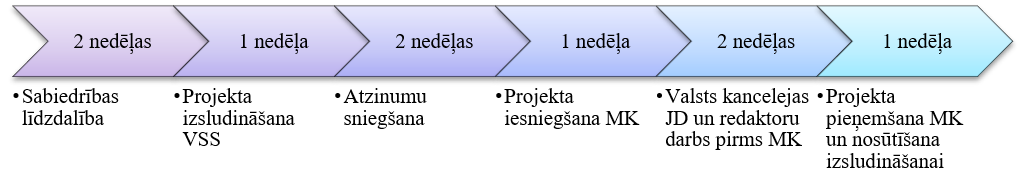 2 nedēļas
1 nedēļa
2 nedēļas
1 nedēļa
2 nedēļas
1 nedēļa
•Sabiedrības
līdzdalība
•Projekta
izsludināšana
VSS
•Atzinumu
sniegšana
•Projekta
iesniegšana MK
•Valsts kancelejas
JD un redaktoru
darbs pirms MK
•Projekta
pieņemšana MK
un nosūtīšana
izsludināšanai